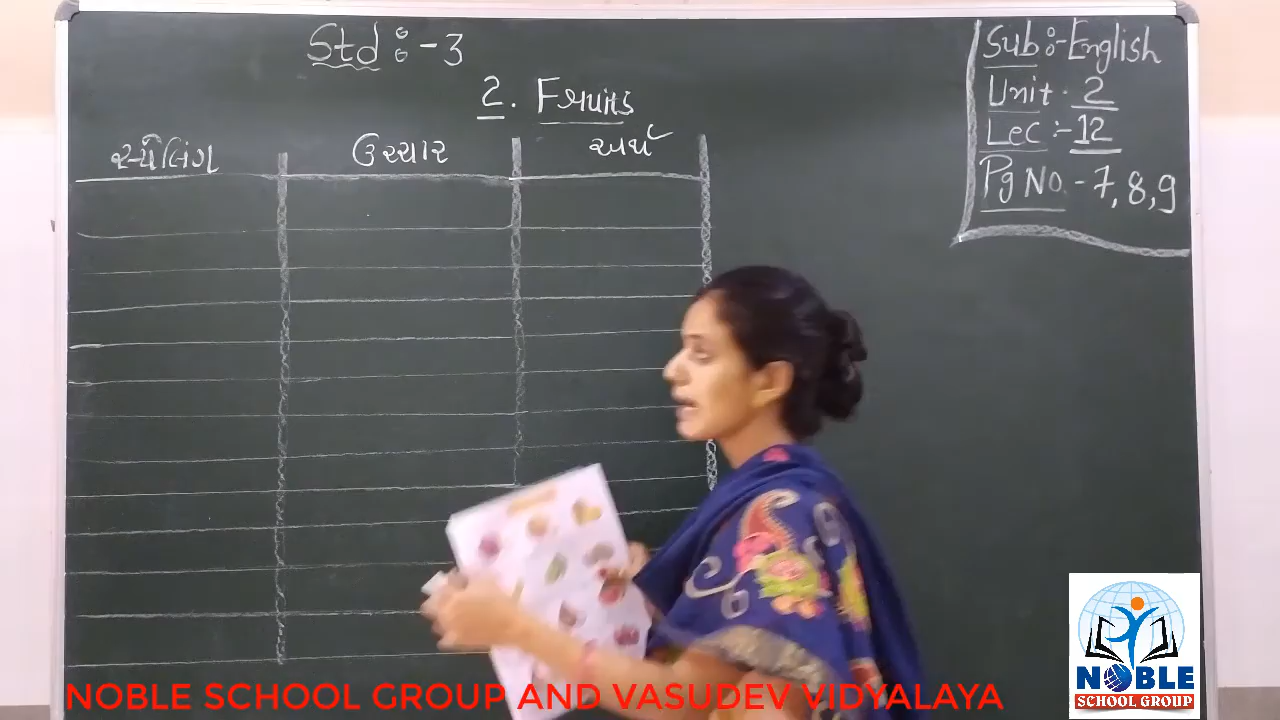 Std :- 3
2. Fruits
સ્પેલિંગ ઉચ્ચાર અર્થ
Sub :- English
Unit - 2
Lec :- 12
Pg No. - 7, 8, 9
NOBLE
SCHOOL GROUP
NOBLE SCHOOL GROUP AND VASUDEV VIDYALAYA